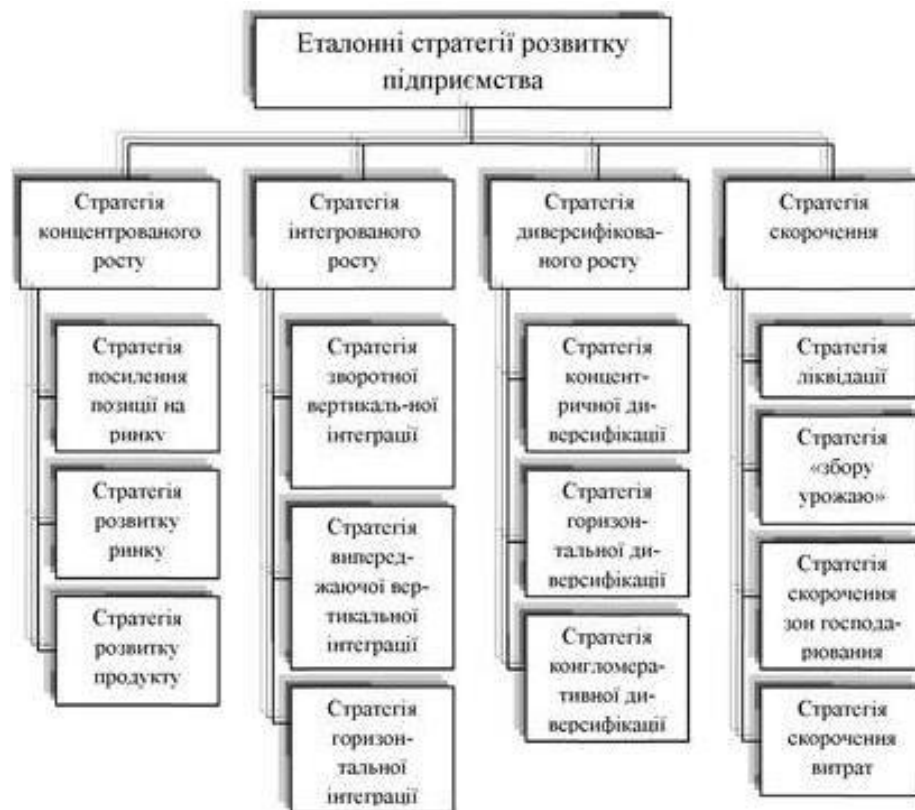 Еталонні стратегії розвитку
підприємства
Стратегія
концентрованого
росту
Стратегія
посилення
позиції на
ринку
Стратегія
розвитку
ринку
Стратегія
розвитку
продукту
Стратегія
інтегрованого
росту
Стратегія
зворотної
вертикаль-ної
інтеграції
Стратегія
виперед-
жаючої вер-
тикальної
інтеграції
Стратегія
горизон-
тальної
інтеграції
Стратегія
диверсифікова-
ного росту
Стратегія
концент-
ричної ди-
версифікації
Стратегія
горизон-
тальної ди-
версифікації
Стратегія
конгломера-
тивної ди-
версифікації
Стратегія
скорочення
Стратегія
ліквідації
Стратегія
«збору
урожаю»
Стратегія
скорочення
зон господа-
рювання
Стратегія
скорочення
витрат